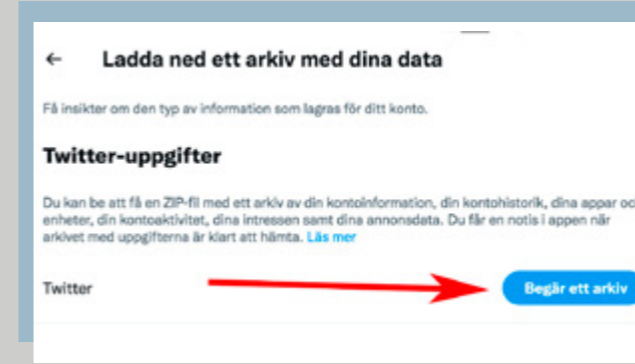 ← Ladda ned ett arkiv med dina data
Få insikter om den typ av information som lagras för ditt konto.
Twitter-uppgifter
Du kan be att få en ZIP-fil med ett arkiv av din kontoinformation, din kontohistorik, dina appar oc
enheter, din kontoaktivitet, dina intressen samt dina annonsdata. Du får en notis i appen när
arkivet med uppgifterna är klart att hämta. Läs mer
Twitter
Begär ett arkiv